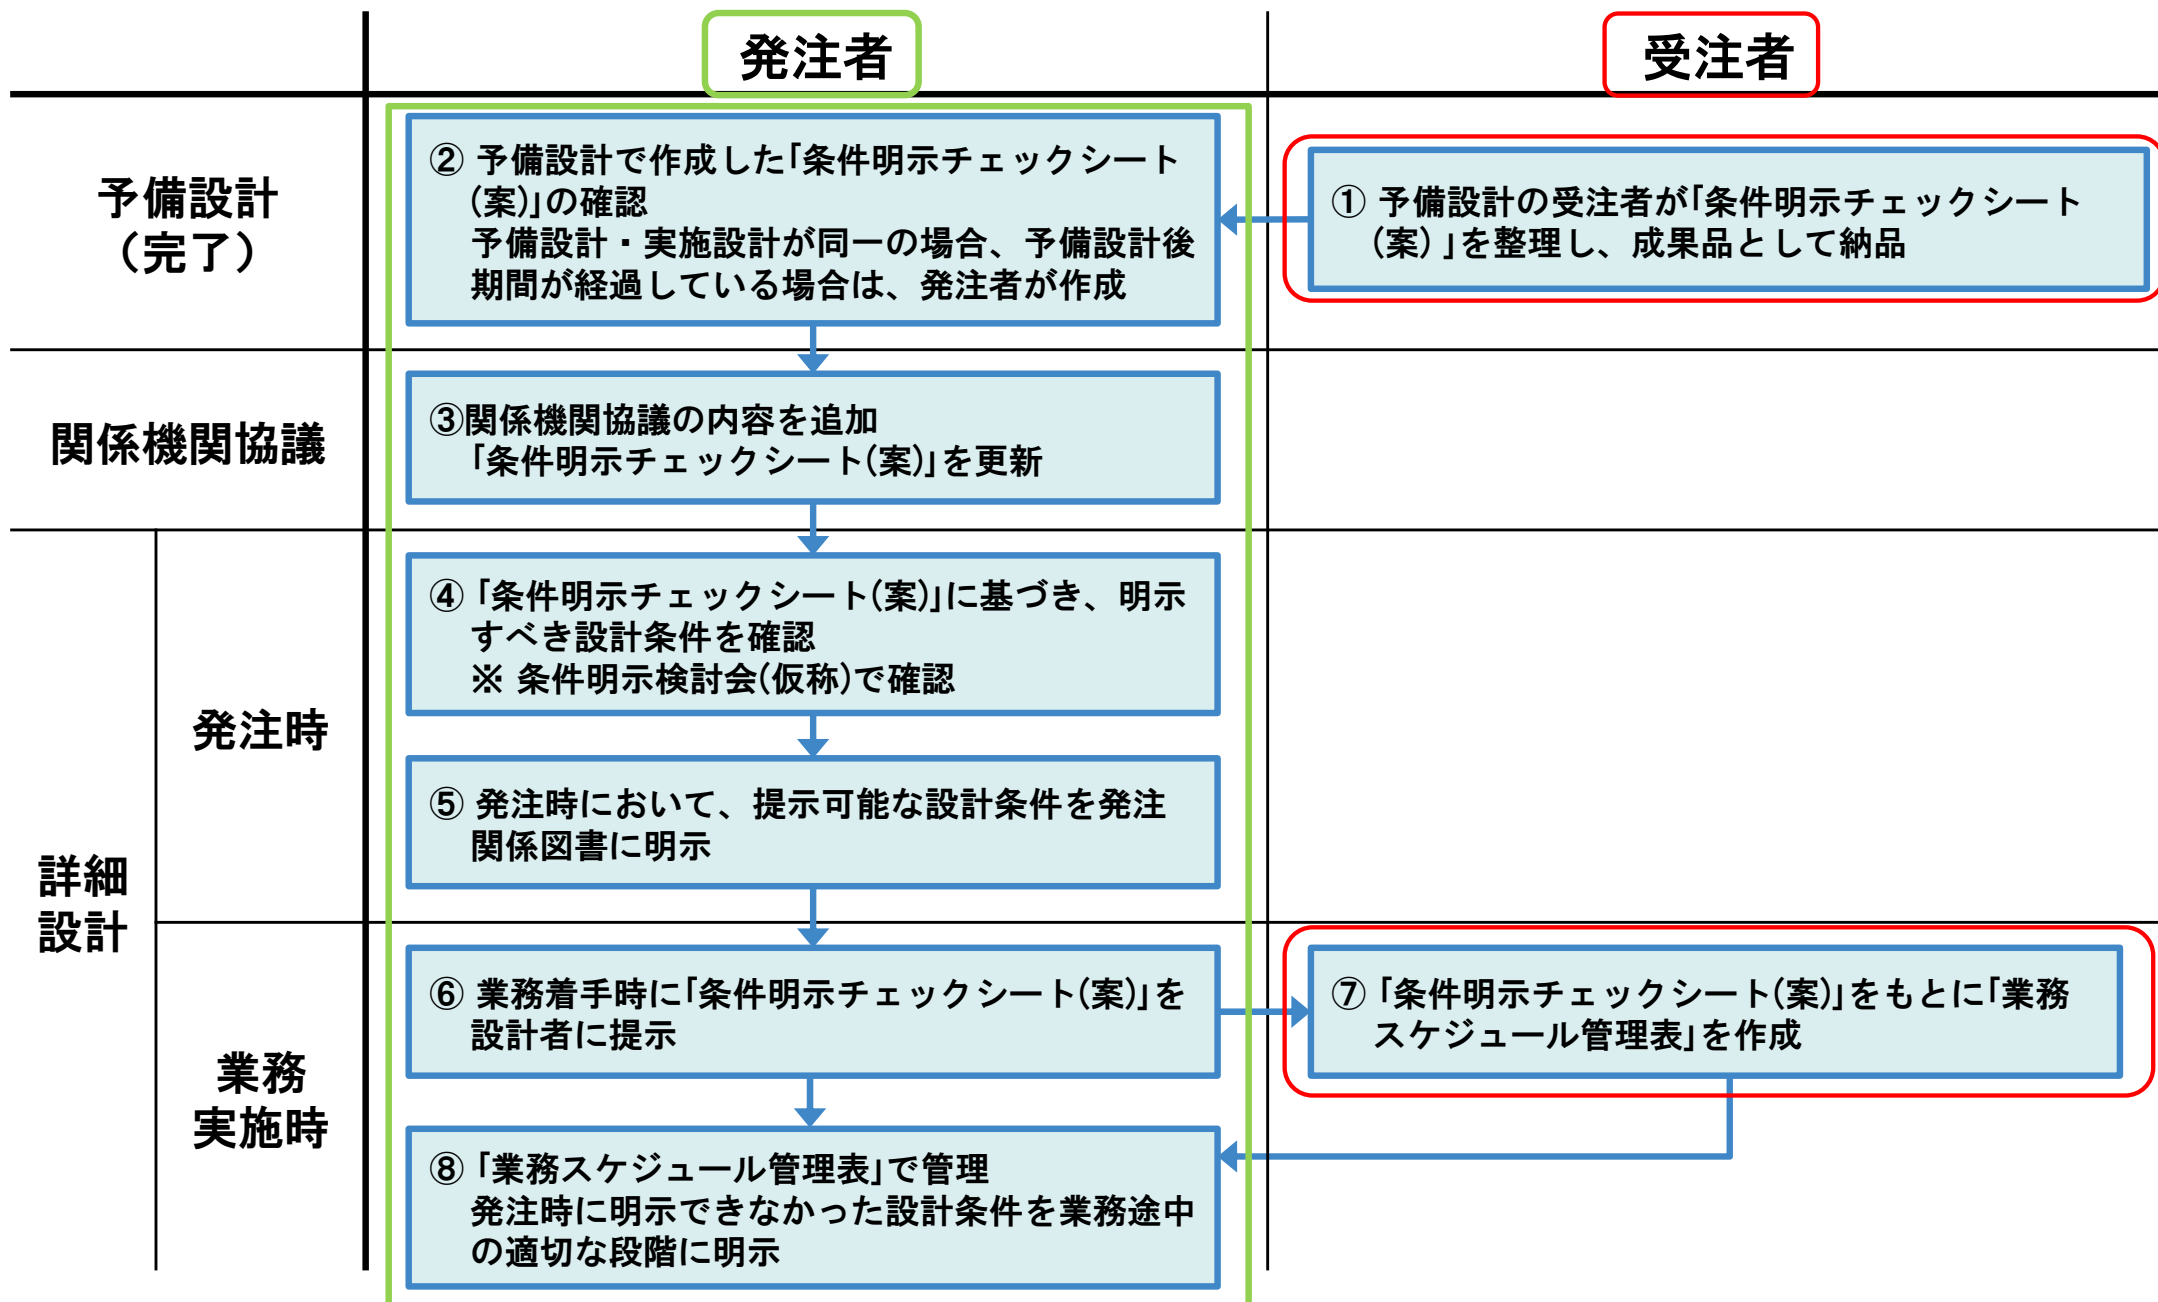 発注者
受注者
予備設計
（完了）
② 予備設計で作成した｢条件明示チェックシート
(案)｣の確認
予備設計・実施設計が同一の場合、予備設計後
期間が経過している場合は、発注者が作成
① 予備設計の受注者が｢条件明示チェックシート
(案) ｣を整理し、成果品として納品
関係機関協議
③関係機関協議の内容を追加
｢条件明示チェックシート(案)｣を更新
詳細
設計
発注時
④ ｢条件明示チェックシート(案)｣に基づき、明示
すべき設計条件を確認
※ 条件明示検討会(仮称)で確認
⑤ 発注時において、提示可能な設計条件を発注
関係図書に明示
業務
実施時
⑥ 業務着手時に｢条件明示チェックシート(案)｣を
設計者に提示
⑦ ｢条件明示チェックシート(案)｣をもとに｢業務
スケジュール管理表｣を作成
⑧ ｢業務スケジュール管理表｣で管理
発注時に明示できなかった設計条件を業務途中
の適切な段階に明示